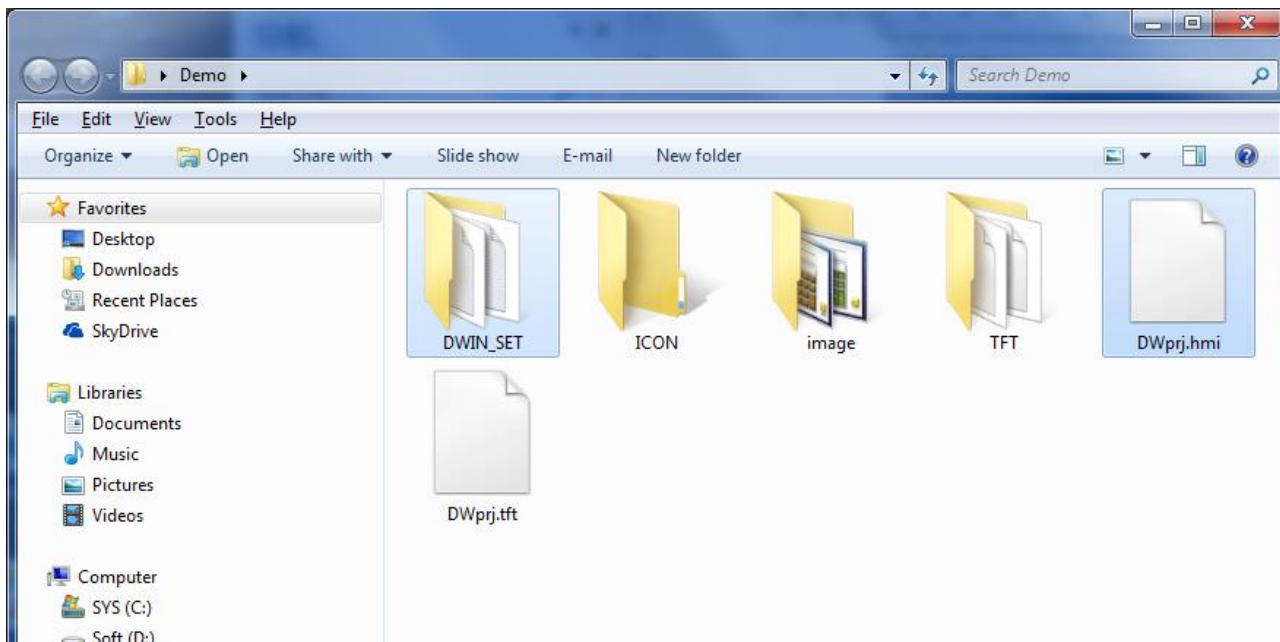 Demo
Search Demo
File Edit View Tools Help
Organize Open Share with Slide show E-mail New folder
Favorites
Desktop
Downloads
Recent Places
SkyDrive
Libraries
Documents
Music
Pictures
Videos
Computer
SYS (C:)
Soft (D:)
DWIN_SET ICON image TFT DWprj.hmi
DWprj.tft